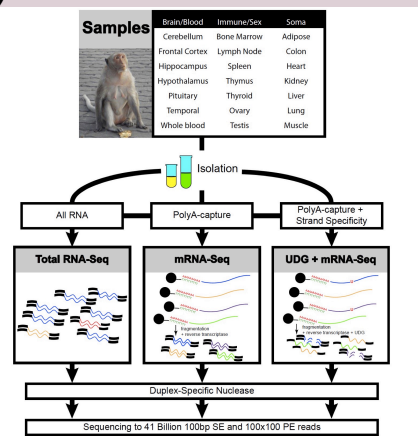 Samples
Brain/Blood Immune/Sex Soma
Cerebellum Bone Marrow Adipose
Frontal Cortex Lymph Node Colon
Hippocampus Spleen Heart
Hypothalamus Thymus Kidney
Pituitary Thyroid Liver
Temporal Ovary Lung
Whole blood Testis Muscle
Isolation
All RNA
PolyA-capture
PolyA-capture +
Strand Specificity
Total RNA-Seq
mRNA-Seq
UDG + mRNA-Seq
fragmentation
+ reverse transcriptase
fragmentation
+ reverse transcriptase + UDG
Duplex-Specific Nuclease
Sequencing to 41 Billion 100bp SE and 100x100 PE reads